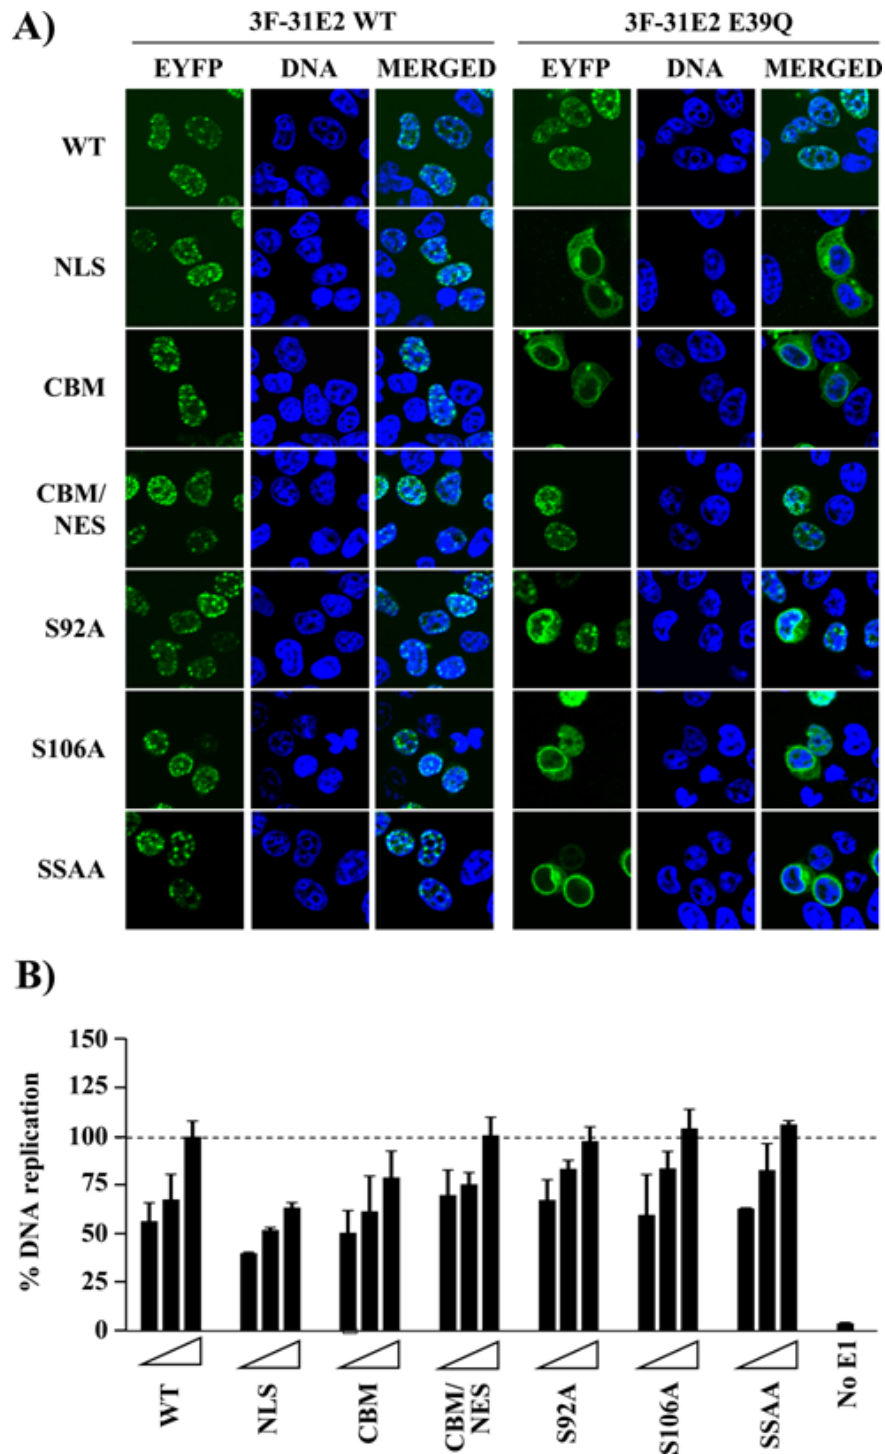 A)
3F-31E2 WT
3F-31E2 E39Q
EYFP DNA MERGED EYFP DNA MERGED
WT
NLS
CBM
CBM/
NES
S92A
S106A
SSAA
B)
% DNA replication
150
125
100
75
50
25
0
WT
NLS
CBM
CBM/
NES
S92A
S106A
SSAA
No E1